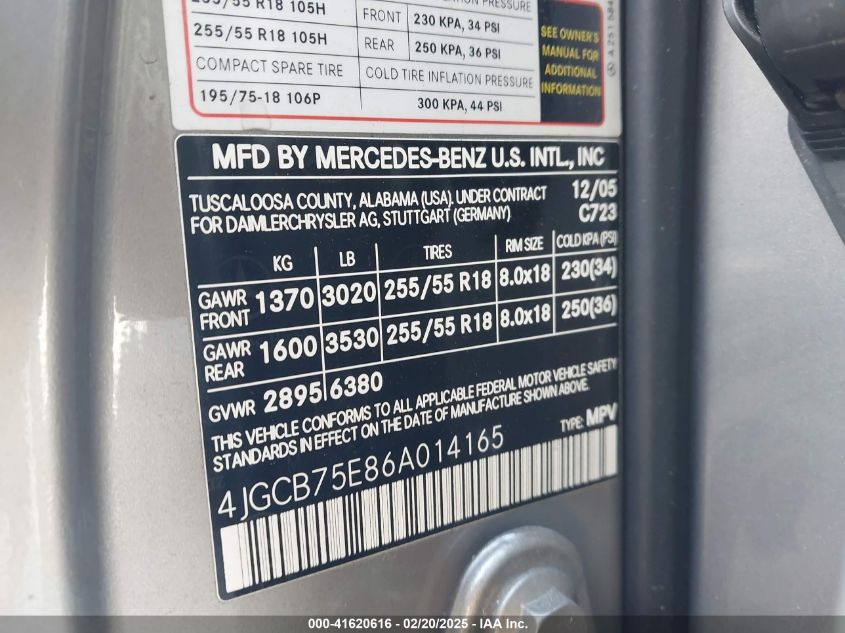 255/55 R18 105H FRONT 230 KPA, 34 PSI
255/55 R18 105H REAR 250 KPA, 36 PSI
COMPACT SPARE TIRE COLD TIRE INFLATION PRESSURE
195/75-18 106P 300 KPA, 44 PSI
SEE OWNER'S
MANUAL FOR
ADDITIONAL
INFORMATION
A 251 584
MFD BY MERCEDES-BENZ U.S. INTL., INC
TUSCALOOSA COUNTY, ALABAMA (USA). UNDER CONTRACT 12/05
FOR DAIMLERCHRYSLER AG, STUTTGART (GERMANY) C723
KG LB TIRES RIM SIZE COLD KPA (PSI)
GAWR FRONT 1370 3020 255/55 R18 8.0x18 230(34)
GAWR REAR 1600 3530 255/55 R18 8.0x18 250(36)
GVWR 2895 6380
THIS VEHICLE CONFORMS TO ALL APPLICABLE FEDERAL MOTOR VEHICLE SAFETY
STANDARDS IN EFFECT ON THE DATE OF MANUFACTURE SHOWN ABOVE.
TYPE: MPV
4JGCB75E86A014165
000-41620616 - 02/20/2025 - IAA Inc.